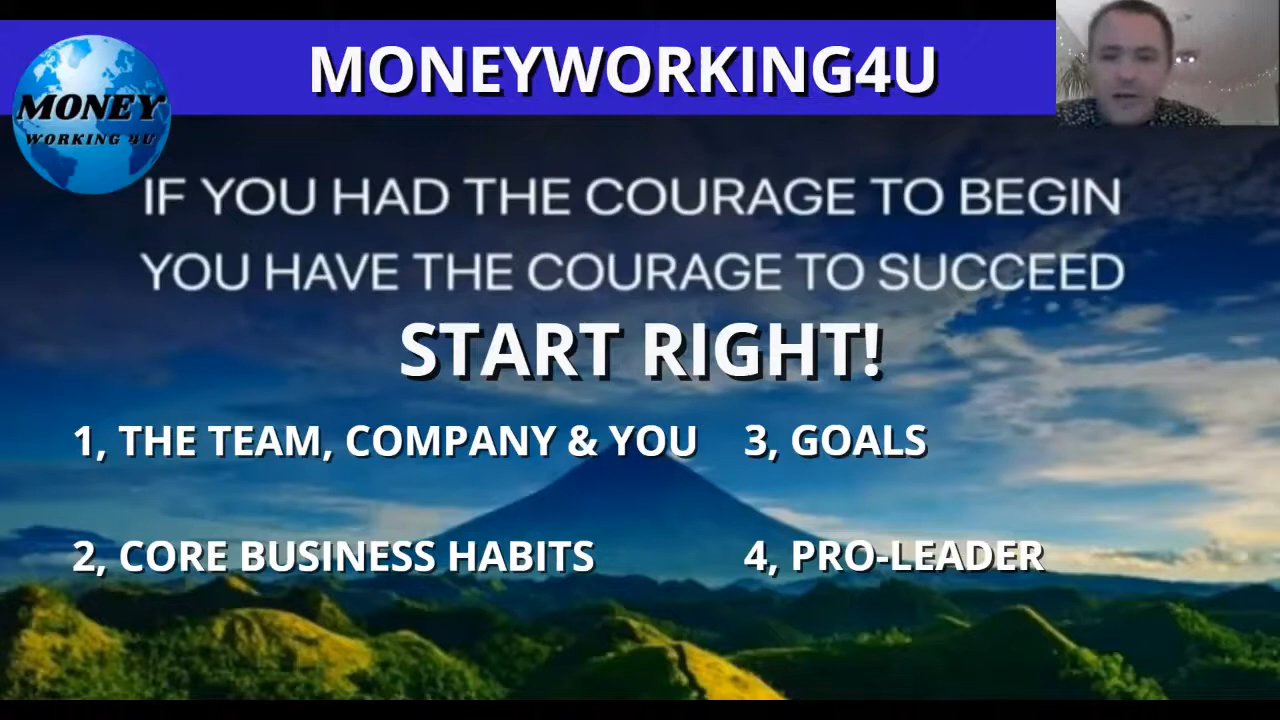 MONEYWORKING4U
MONEY
WORKING 4U
IF YOU HAD THE COURAGE TO BEGIN
YOU HAVE THE COURAGE TO SUCCEED
START RIGHT!
1, THE TEAM, COMPANY & YOU
2, CORE BUSINESS HABITS
3, GOALS
4, PRO-LEADER